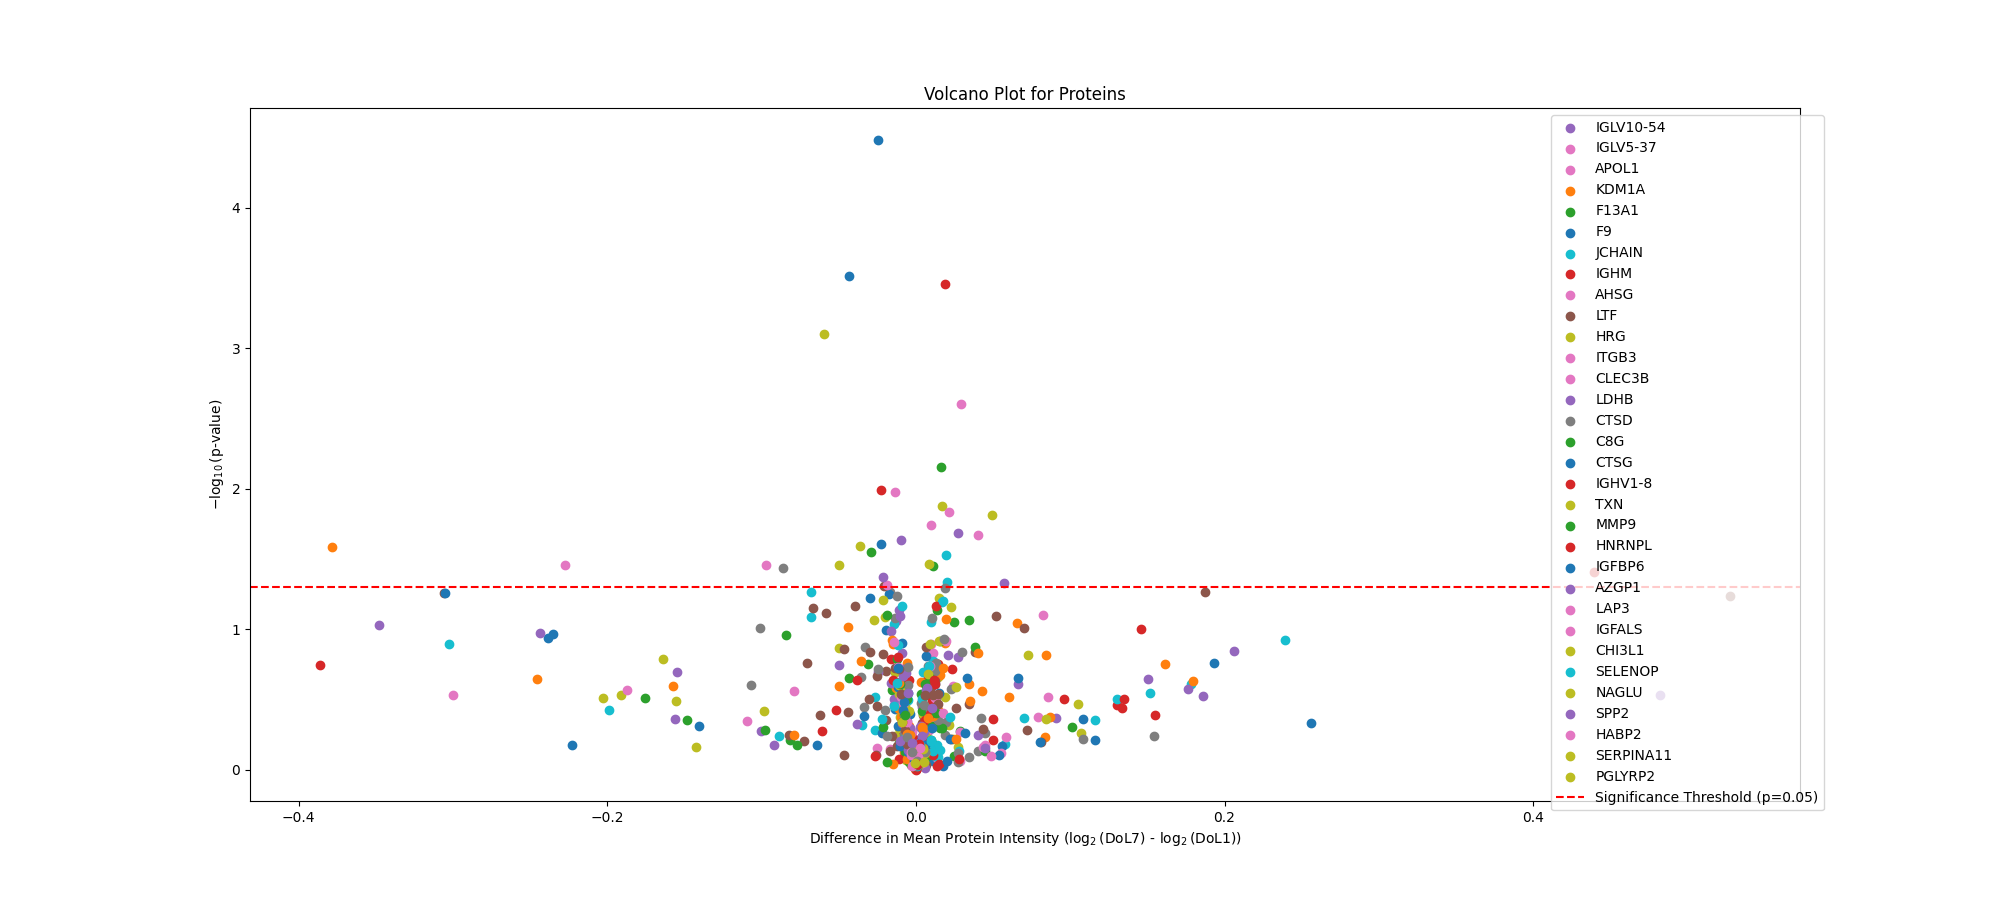 Volcano Plot for Proteins
4
3
2
1
0
−log10(p-value)
−0.4
−0.2
0.0
0.2
0.4
Difference in Mean Protein Intensity (log2(DoL7) - log2(DoL1))
IGLV10-54
IGLV5-37
APOL1
KDM1A
F13A1
F9
JCHAIN
IGHM
AHSG
LTF
HRG
ITGB3
CLEC3B
LDHB
CTSD
C8G
CTSG
IGHV1-8
TXN
MMP9
HNRNPL
IGFBP6
AZGP1
LAP3
IGFALS
CHI3L1
SELENOP
NAGLU
SPP2
HABP2
SERPINA11
PGLYRP2
Significance Threshold (p=0.05)